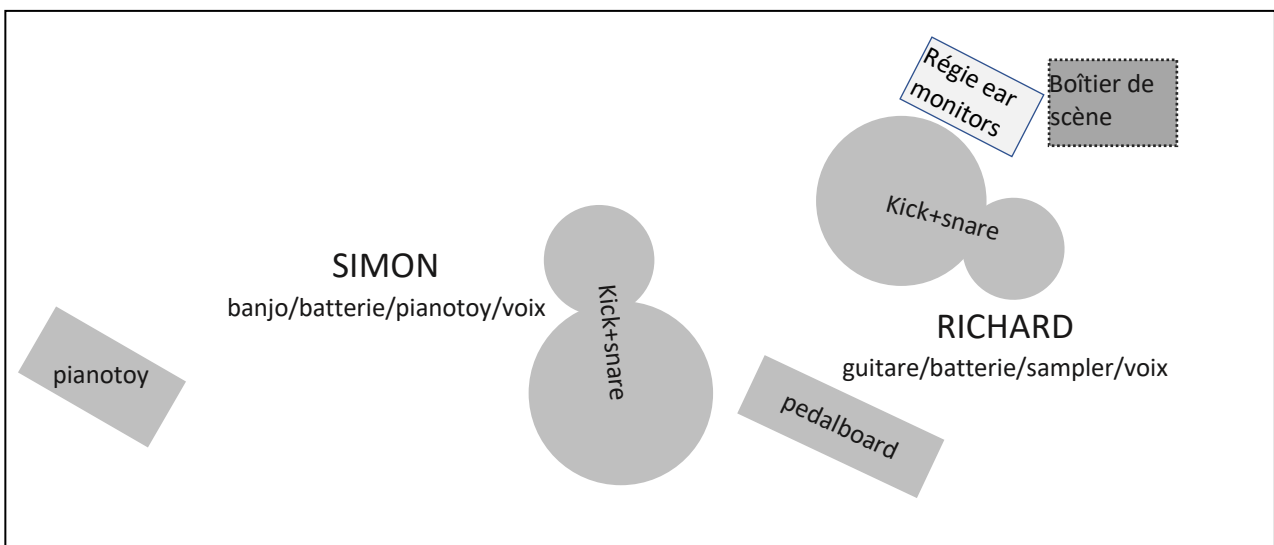 Régie ear
monitors
Boîtier de
scène
Kick+snare
SIMON
banjo/batterie/pianotoy/voix
Kick+snare
RICHARD
guitare/batterie/sampler/voix
pianotoy
pedalboard